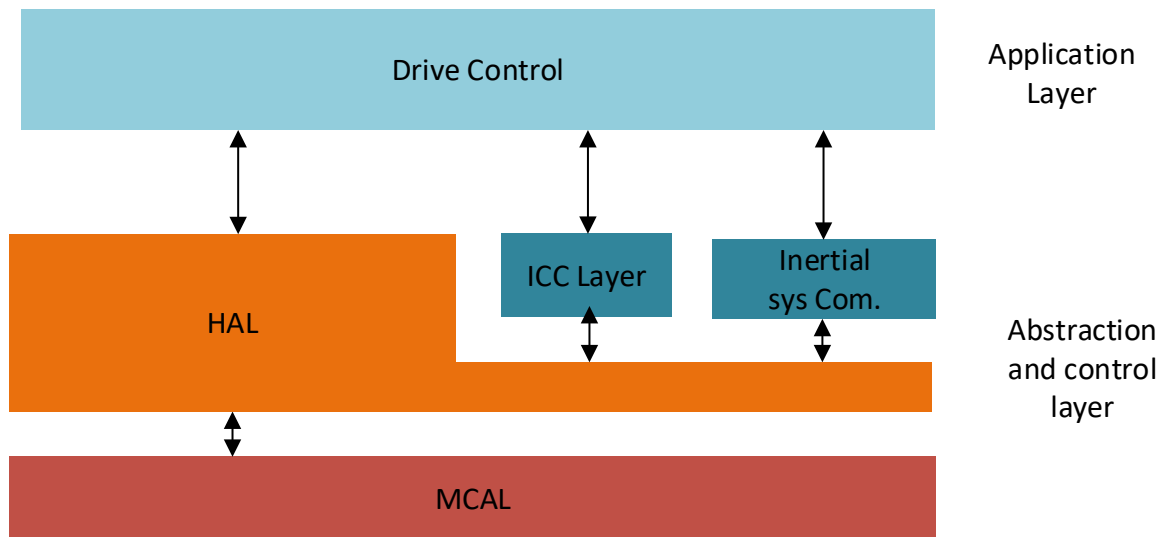 Drive Control
Application
Layer
HAL
ICC Layer
Inertial
sys Com.
Abstraction
and control
layer
MCAL